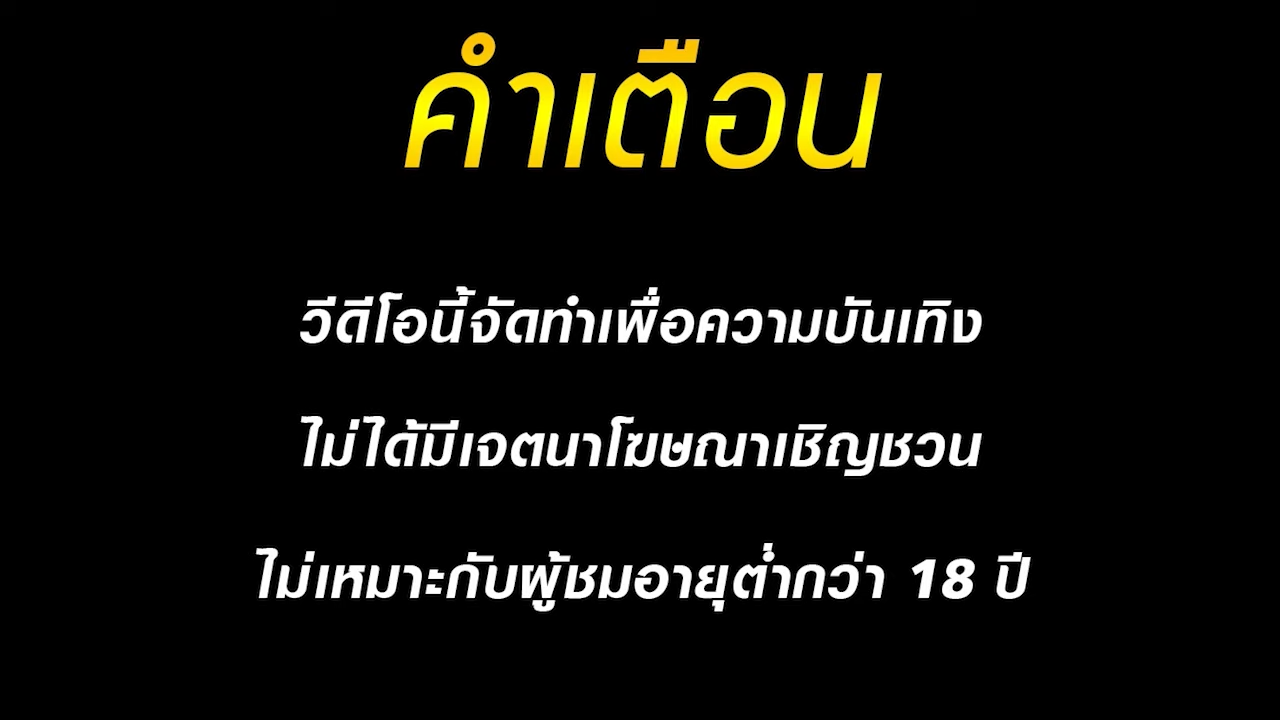 คำเตือน
วีดีโอนี้จัดทำเพื่อความบันเทิง
ไม่ได้มีเจตนาโฆษณาเชิญชวน
ไม่เหมาะกับผู้ชมอายุต่ำกว่า 18 ปี